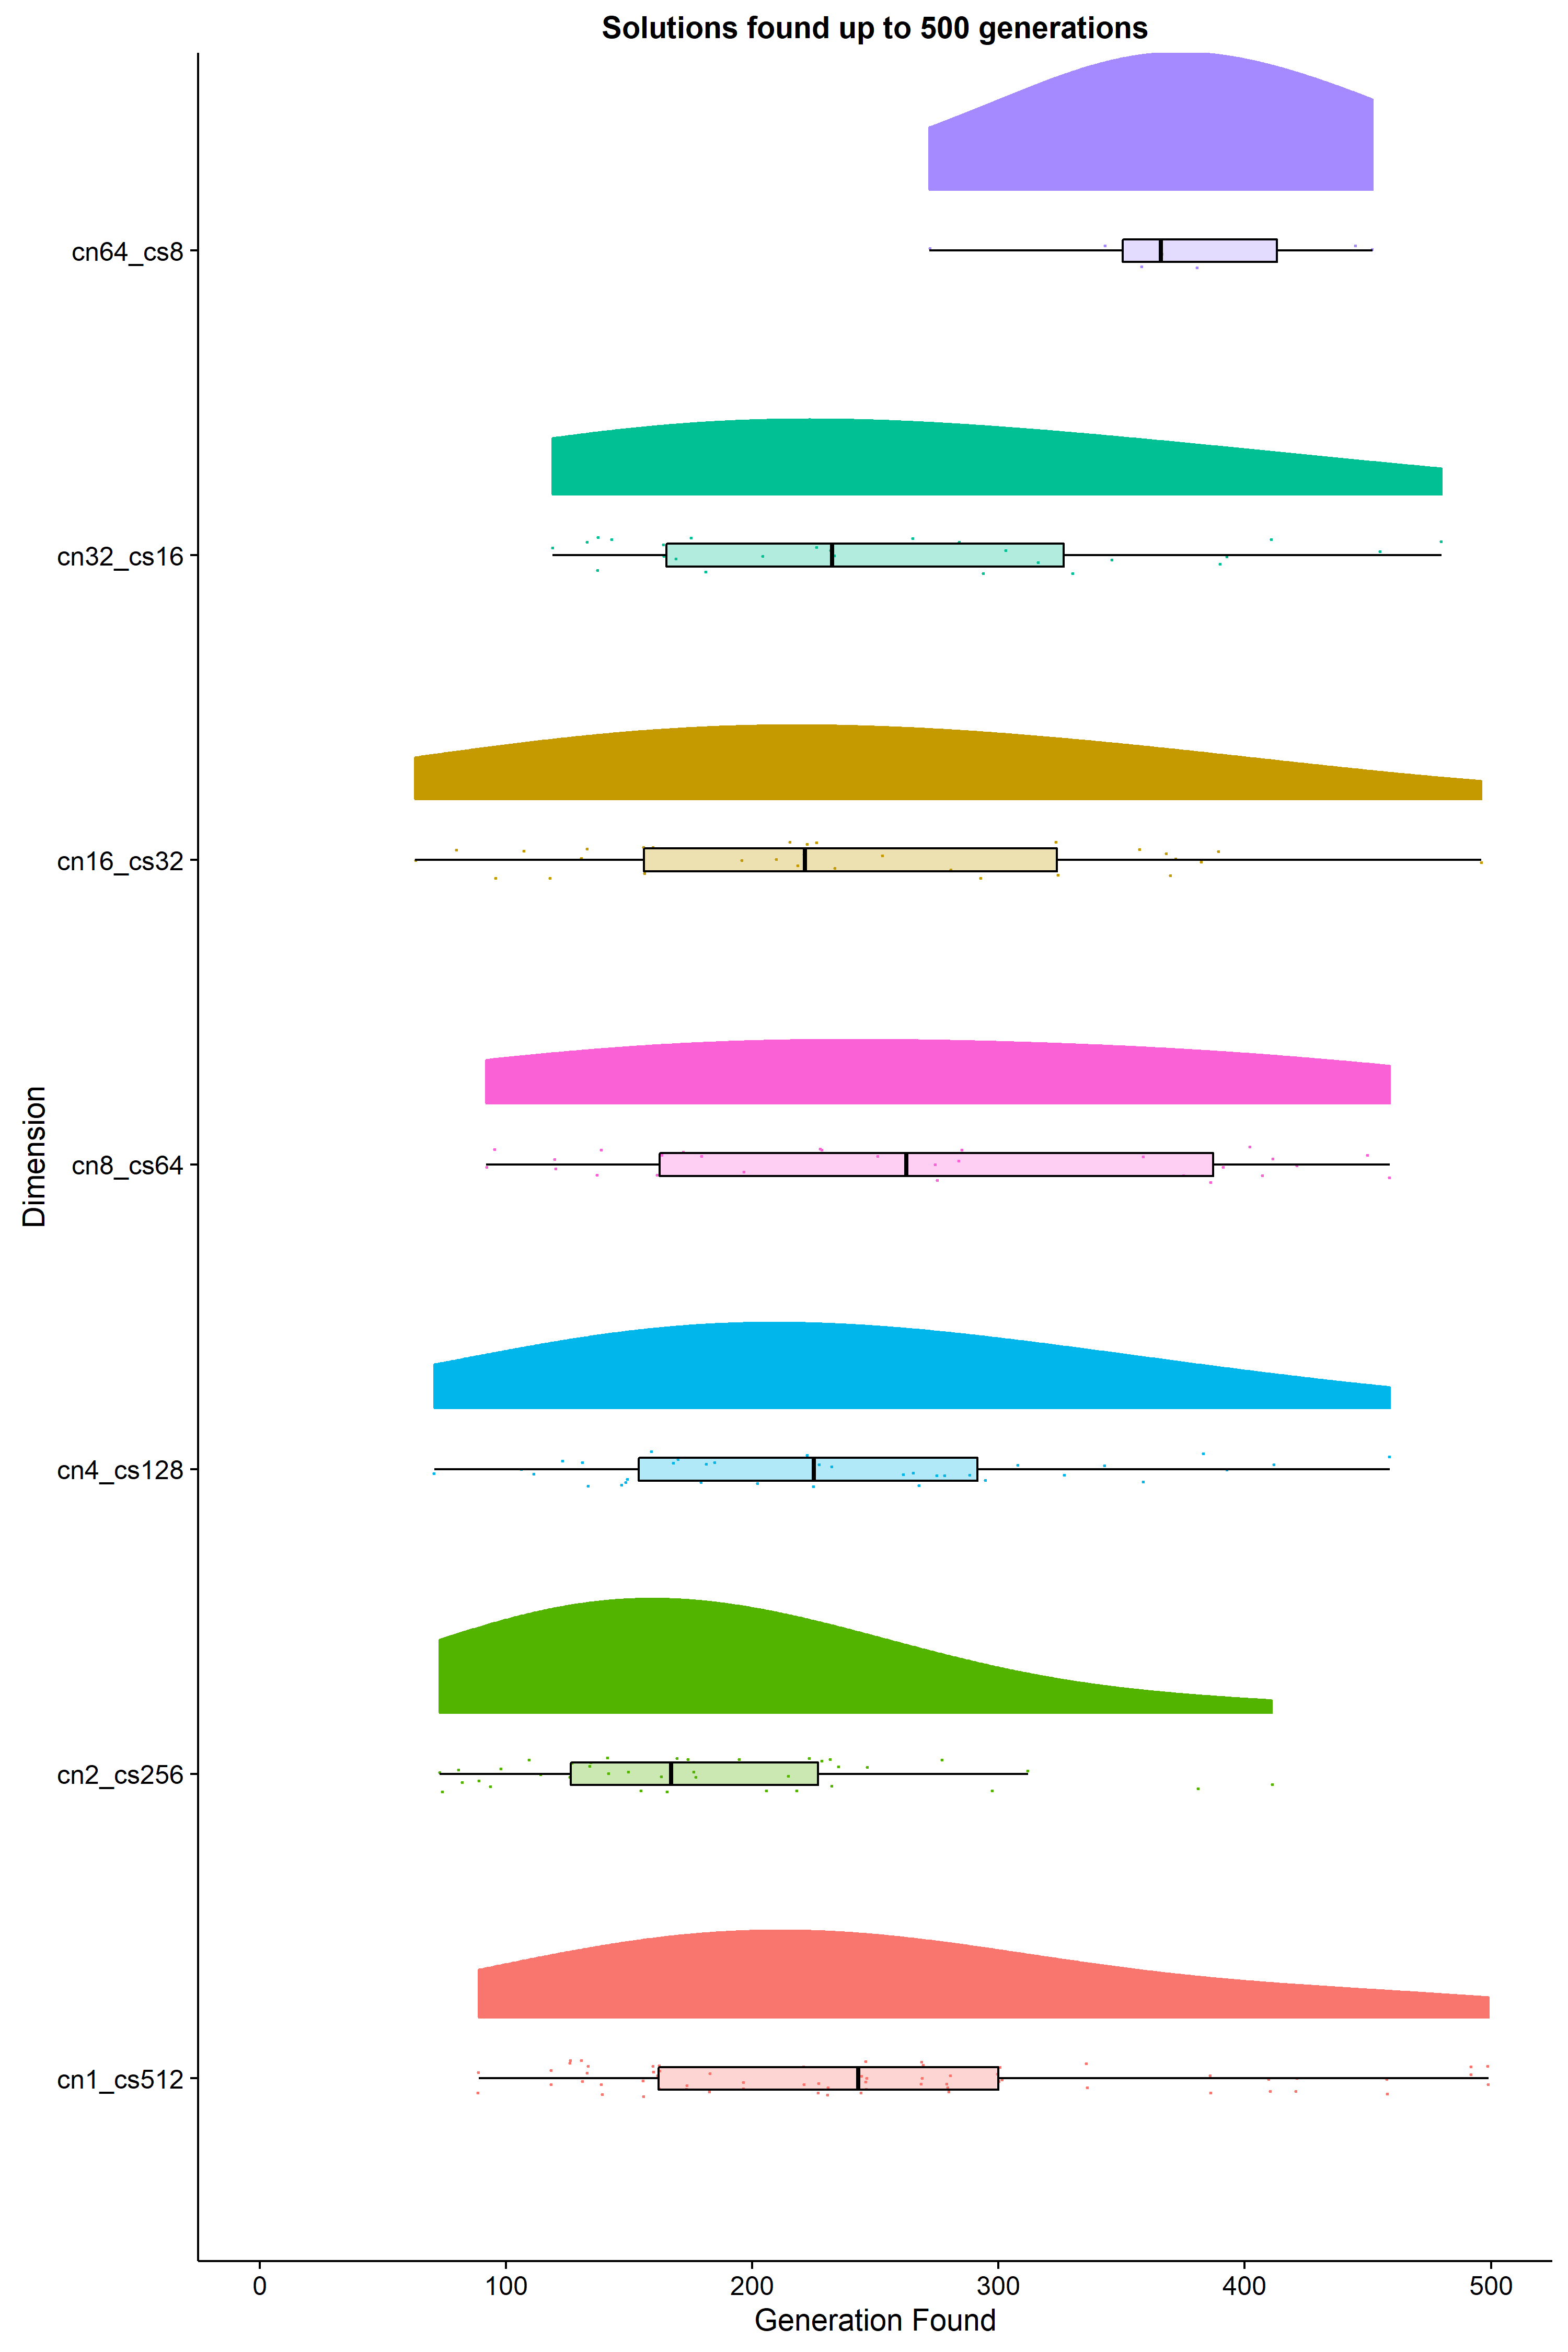 Solutions found up to 500 generations
cn64_cs8
cn32_cs16
cn16_cs32
cn8_cs64
Dimension
cn4_cs128
cn2_cs256
cn1_cs512
0 100 200 300 400 500
Generation Found